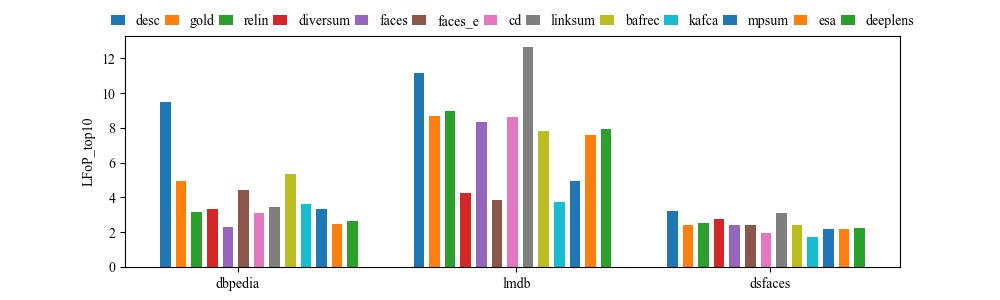 desc gold relin diversum faces faces_e cd linksum bafrec kafca mpsum esa deeplens
LFoP_top10
12
10
8
6
4
2
0
dbpedia lmdb dsfaces